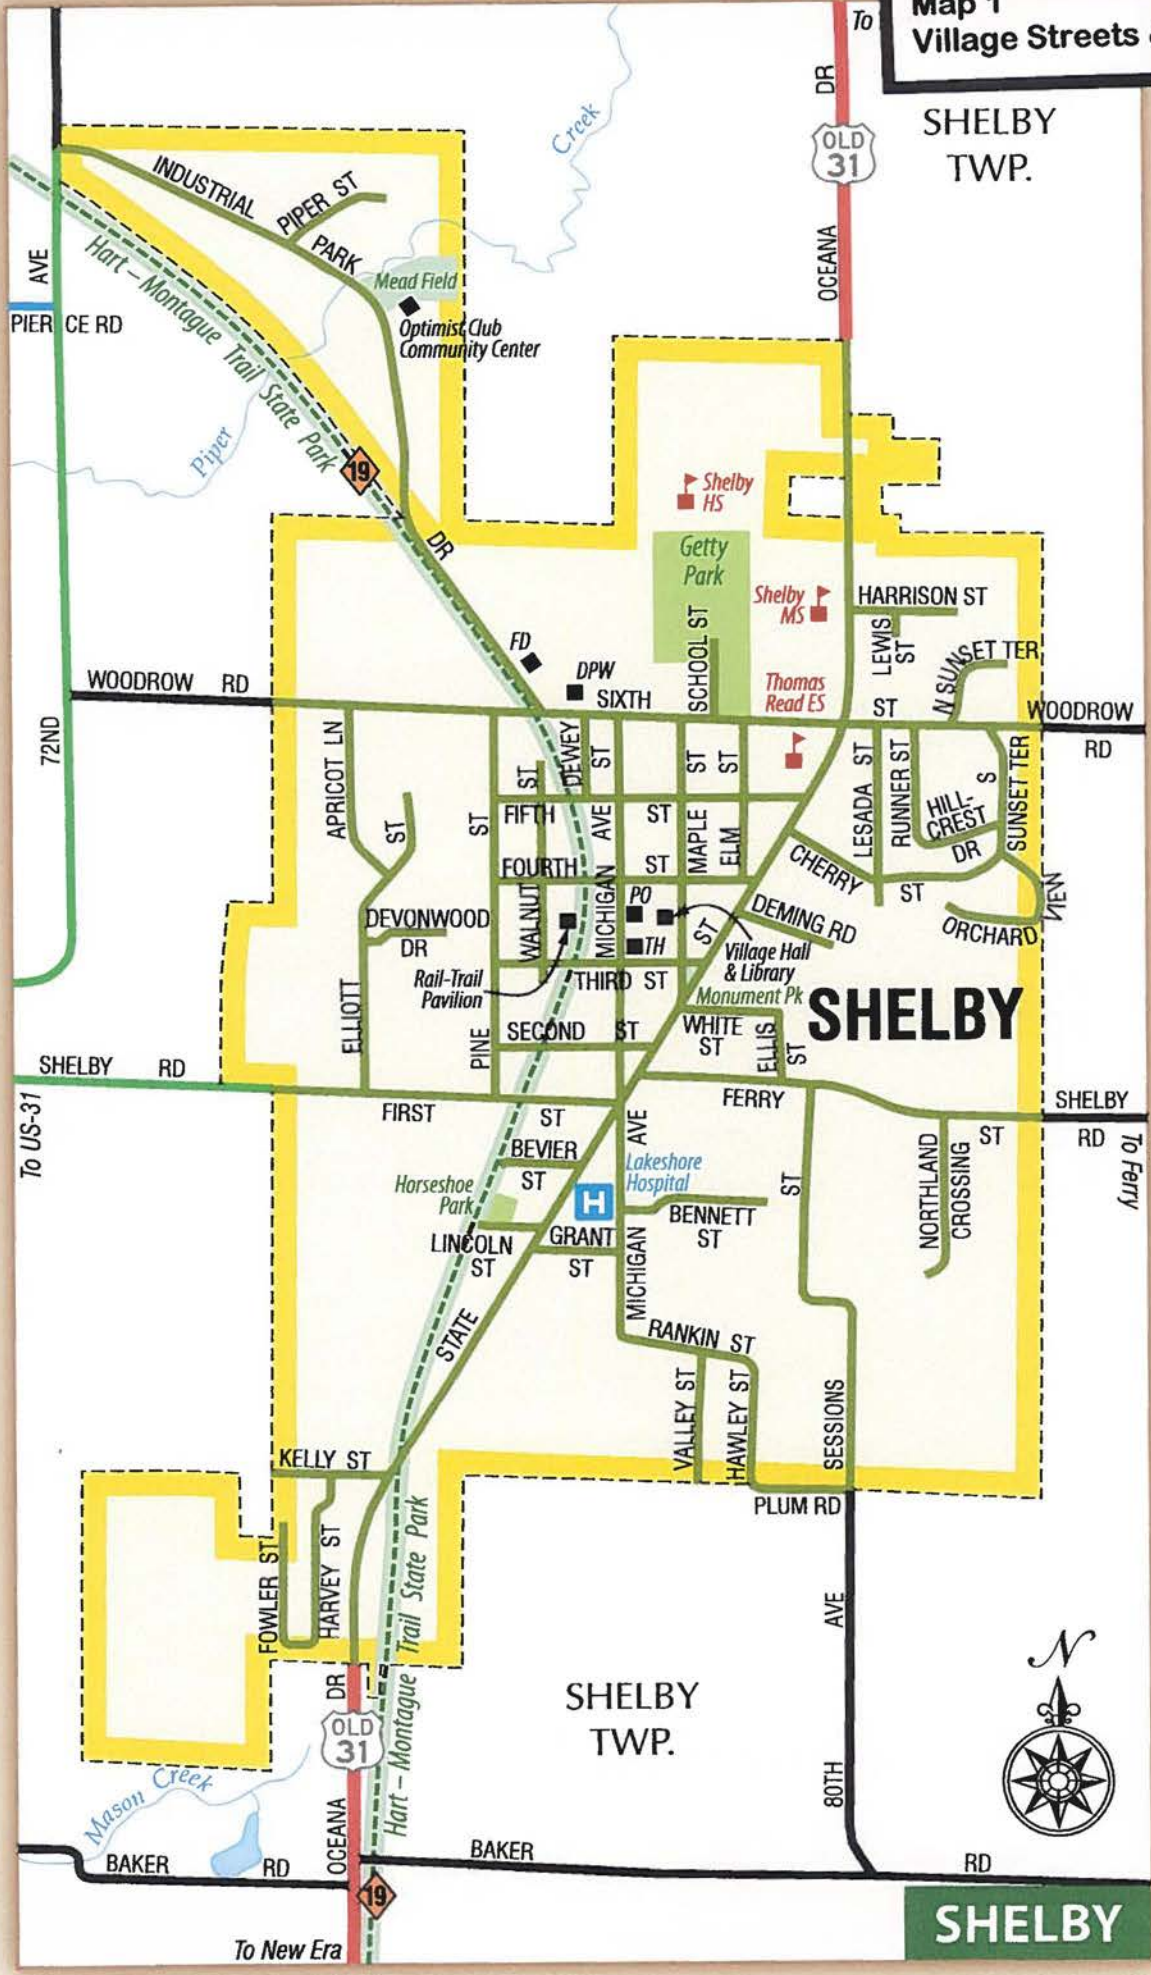 Map 1
Village Streets
To
DR
OLD
31
OCEANA
SHELBY
TWP.
Creek
INDUSTRIAL
PARK
DR
PIPER ST
Mead Field
Optimist Club
Community Center
AVE
PIERCE RD
Hart – Montague Trail State Park
Piper
19
Shelby
HS
Getty
Park
Shelby
MS
SCHOOL ST
Thomas
Read ES
HARRISON ST
LEWIS
ST
N SUNSET TER
FD
DPW
WOODROW RD
SIXTH
ST
WOODROW
RD
72ND
APRICOT LN
ST
ST
ST
DEWEY
ST
ST
ST
FIFTH
AVE
ST
MAPLE
ELM
LESADA ST
RUNNER ST
HILL-
CREST
DR
S
SUNSET TER
FOURTH
ST
CHERRY
ST
NEW
ORCHARD
DEVONWOOD
DR
WALNUT
MICHIGAN
PO
TH
ST
DEMING RD
Village Hall
& Library
Rail-Trail
Pavilion
THIRD ST
Monument Pk
SHELBY
ELLIOTT
PINE
SECOND
ST
WHITE
ST
ELLIS
ST
SHELBY RD
To US-31
FIRST
ST
FERRY
ST
SHELBY
RD
To Ferry
AVE
BEVIER
ST
Lakeshore
Hospital
H
Horseshoe
Park
BENNETT
ST
ST
NORTHLAND
CROSSING
LINCOLN
ST
GRANT
ST
MICHIGAN
STATE
RANKIN ST
VALLEY ST
HAWLEY ST
SESSIONS
KELLY ST
PLUM RD
FOWLER ST
HARVEY ST
Hart – Montague Trail State Park
AVE
DR
OLD
31
SHELBY
TWP.
N
Mason Creek
80TH
OCEANA
BAKER
RD
BAKER
RD
19
To New Era
SHELBY